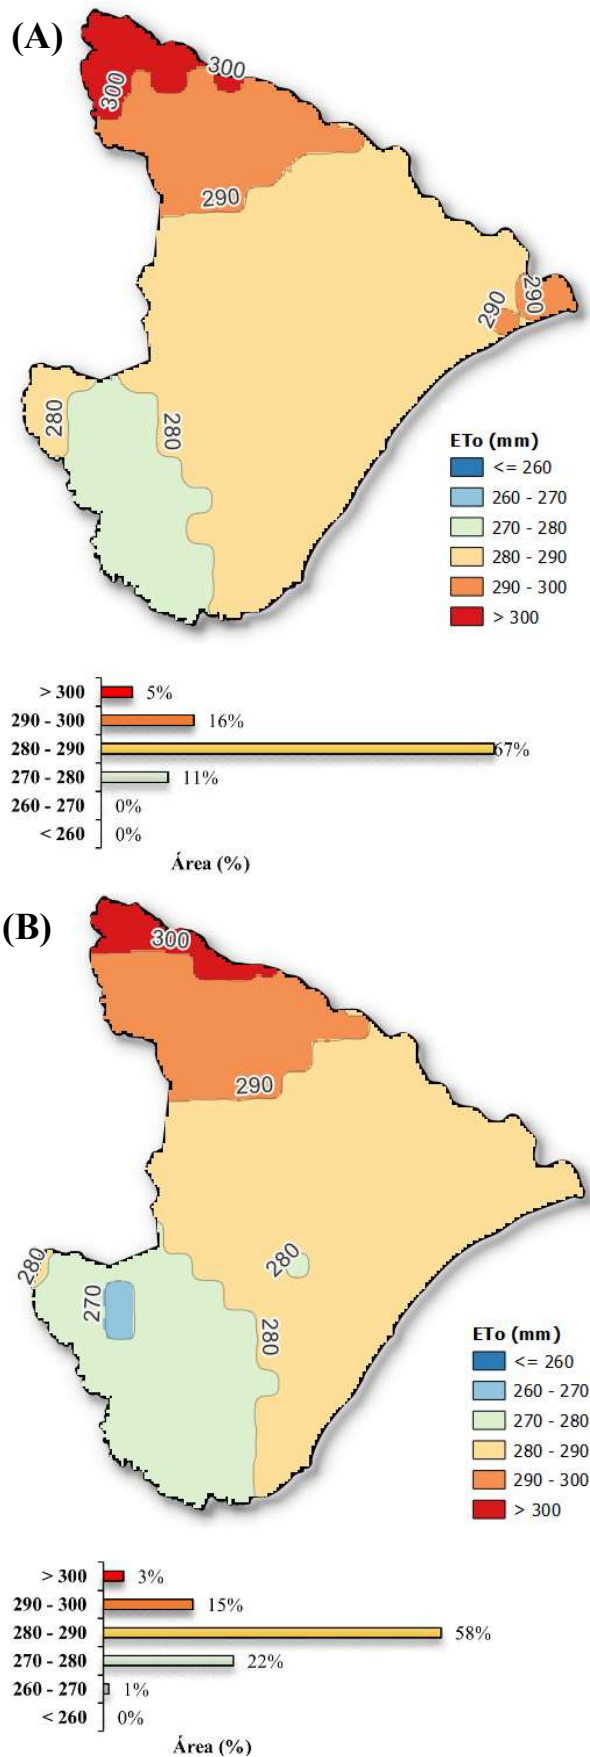 (A)
300
300
290
290
290
280
280
ETo (mm)
<= 260
260 - 270
270 - 280
280 - 290
290 - 300
> 300
> 300 5%
290 - 300 16%
280 - 290 67%
270 - 280 11%
260 - 270 0%
< 260 0%
Área (%)
(B)
300
290
280
280
270
280
ETo (mm)
<= 260
260 - 270
270 - 280
280 - 290
290 - 300
> 300
> 300 3%
290 - 300 15%
280 - 290 58%
270 - 280 22%
260 - 270 1%
< 260 0%
Área (%)